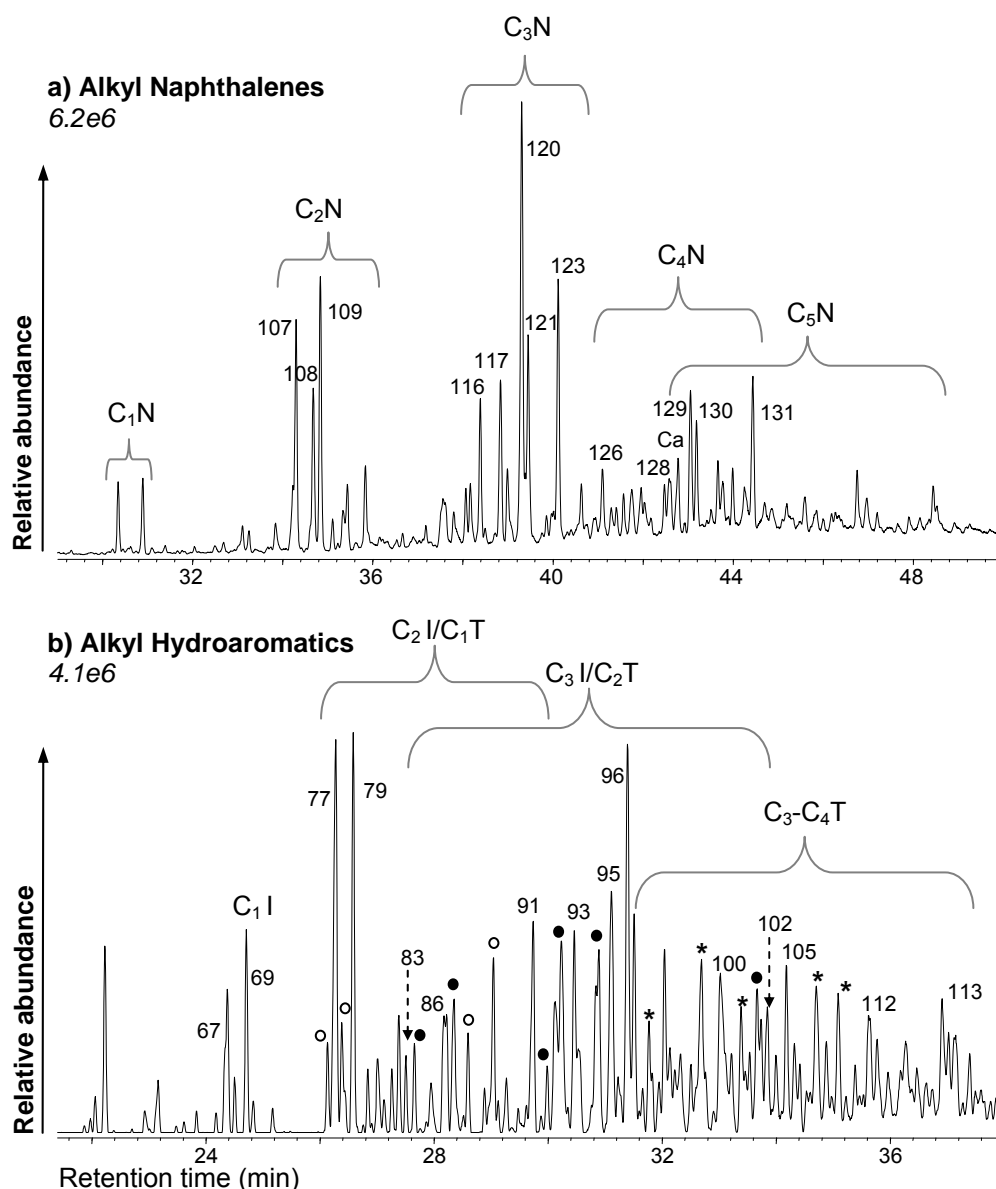 C₃N
a) Alkyl Naphthalenes
6.2e6
120
C₂N
C₄N
123
109
C₅N
107
121
117
108
116
C₁N
129
130
131
Ca
126
128
Relative abundance
32
36
40
44
48
b) Alkyl Hydroaromatics
C₂ I/C₁T
4.1e6
C₃ I/C₂T
96
77
79
C₃-C₄T
95
C₁ I
91
93
102
83
69
*
100
105
*
*
67
86
*
*
112
113
Relative abundance
24
28
32
36
Retention time (min)